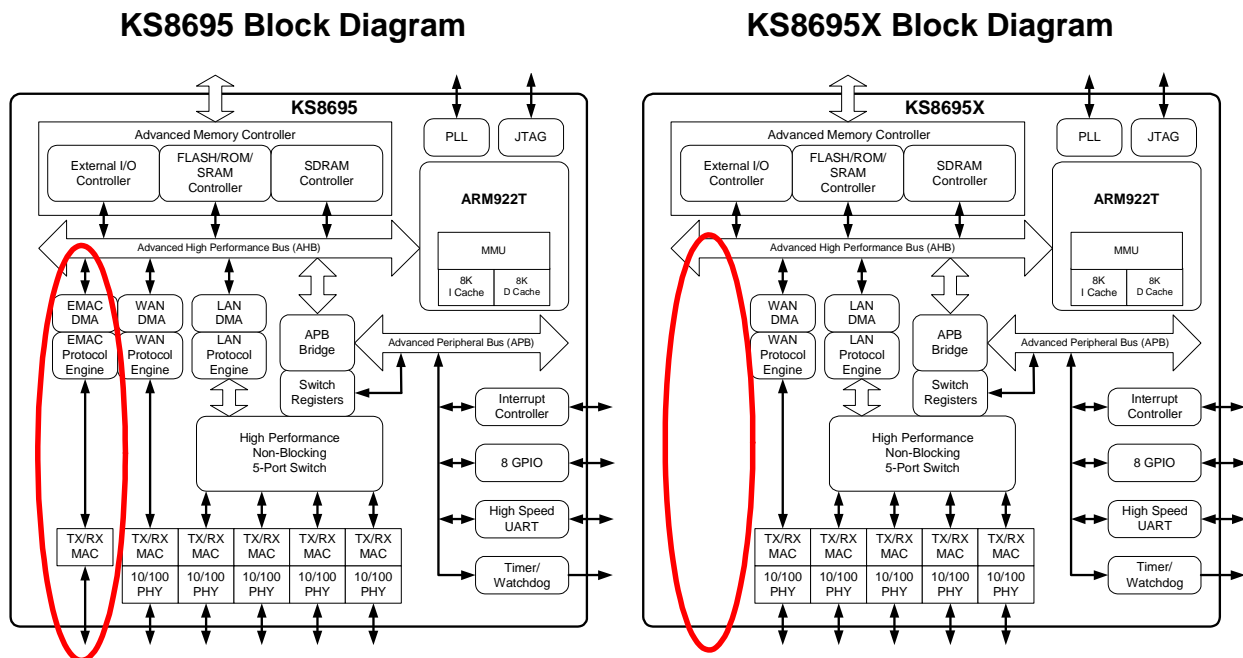 KS8695 Block Diagram
KS8695
Advanced Memory Controller
External I/O
Controller
FLASH/ROM/
SRAM
Controller
SDRAM
Controller
PLL
JTAG
ARM922T
MMU
8K
I Cache
8K
D Cache
Advanced High Performance Bus (AHB)
EMAC
DMA
EMAC
Protocol
Engine
WAN
DMA
WAN
Protocol
Engine
LAN
DMA
LAN
Protocol
Engine
APB
Bridge
Switch
Registers
Advanced Peripheral Bus (APB)
High Performance
Non-Blocking
5-Port Switch
Interrupt
Controller
8 GPIO
High Speed
UART
Timer/
Watchdog
TX/RX
MAC
TX/RX
MAC
TX/RX
MAC
TX/RX
MAC
TX/RX
MAC
TX/RX
MAC
10/100
PHY
10/100
PHY
10/100
PHY
10/100
PHY
10/100
PHY
KS8695X Block Diagram
KS8695X
Advanced Memory Controller
External I/O
Controller
FLASH/ROM/
SRAM
Controller
SDRAM
Controller
PLL
JTAG
ARM922T
MMU
8K
I Cache
8K
D Cache
Advanced High Performance Bus (AHB)
WAN
DMA
WAN
Protocol
Engine
LAN
DMA
LAN
Protocol
Engine
APB
Bridge
Switch
Registers
Advanced Peripheral Bus (APB)
High Performance
Non-Blocking
5-Port Switch
Interrupt
Controller
8 GPIO
High Speed
UART
Timer/
Watchdog
TX/RX
MAC
TX/RX
MAC
TX/RX
MAC
TX/RX
MAC
TX/RX
MAC
10/100
PHY
10/100
PHY
10/100
PHY
10/100
PHY
10/100
PHY